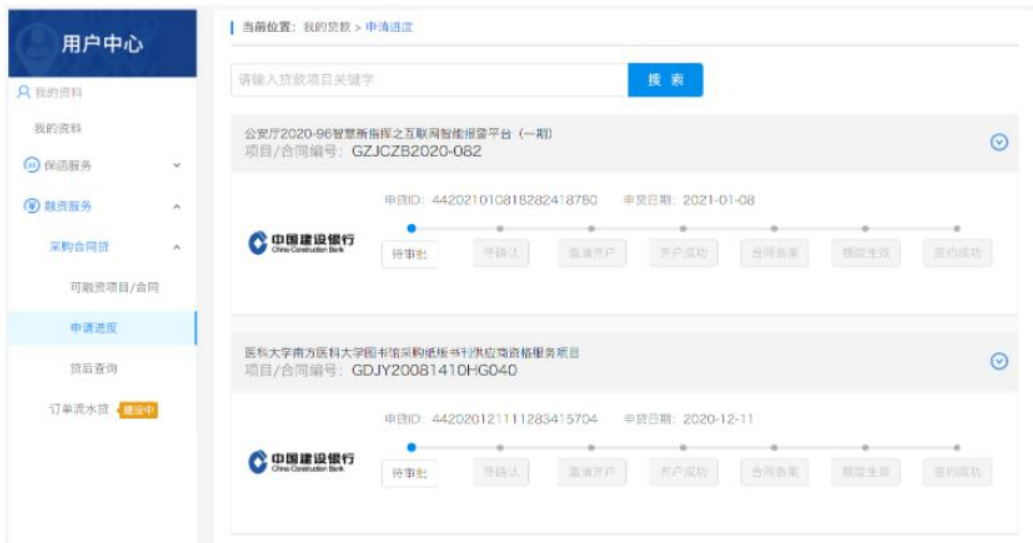 用户中心
我的资料
我的资料
保函服务
融资服务
采购合同贷
可融资项目/合同
申请进度
贷后查询
订单流水贷 建设中
当前位置：我的贷款 > 申请进度
请输入贷款项目关键字
搜 索
公安厅2020-96智慧新指挥之互联网智能报警平台（一期）
项目/合同编号：GZJCZB2020-082
申贷ID：442021010818282418780 申贷日期：2021-01-08
中国建设银行
China Construction Bank
待审批 待确认 邀请开户 开户成功 合同备案 额度生效 签约成功
医科大学南方医科大学图书馆采购纸版书刊供应商资格服务项目
项目/合同编号：GDJY20081410HG040
申贷ID：442020121111283415704 申贷日期：2020-12-11
中国建设银行
China Construction Bank
待审批 待确认 邀请开户 开户成功 合同备案 额度生效 签约成功